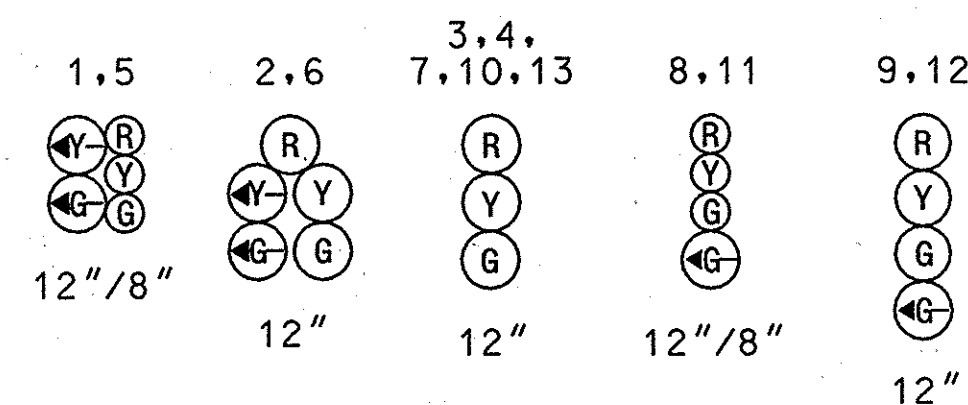 3,4,
1,5 2,6 7,10,13 8,11 9,12
Y R
Y
G G
R
Y Y
G G
R
Y
G
R
Y
G
G
R
Y
G
G
12"/8"
12"
12"
12"/8"
12"